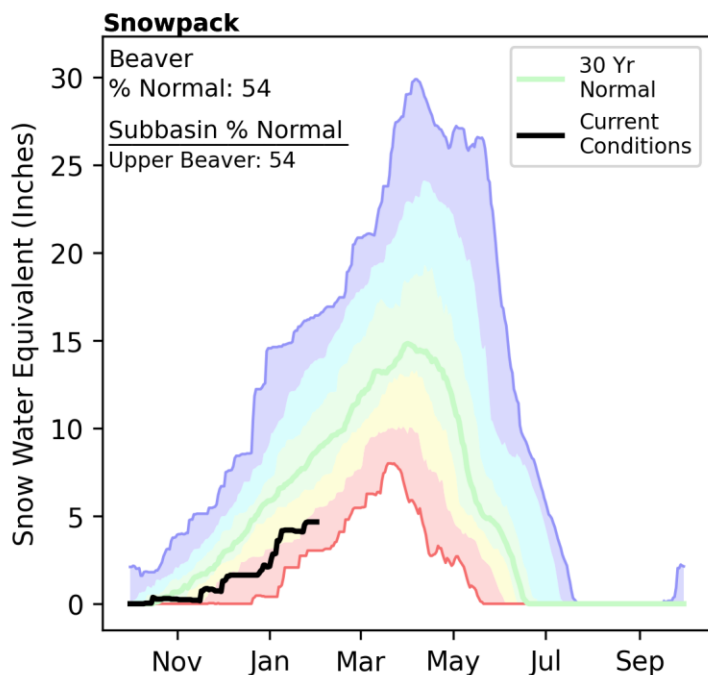 Snowpack
Beaver
% Normal: 54
Subbasin % Normal
Upper Beaver: 54
30 Yr
Normal
Current
Conditions
Snow Water Equivalent (Inches)
30
25
20
15
10
5
0
Nov Jan Mar May Jul Sep